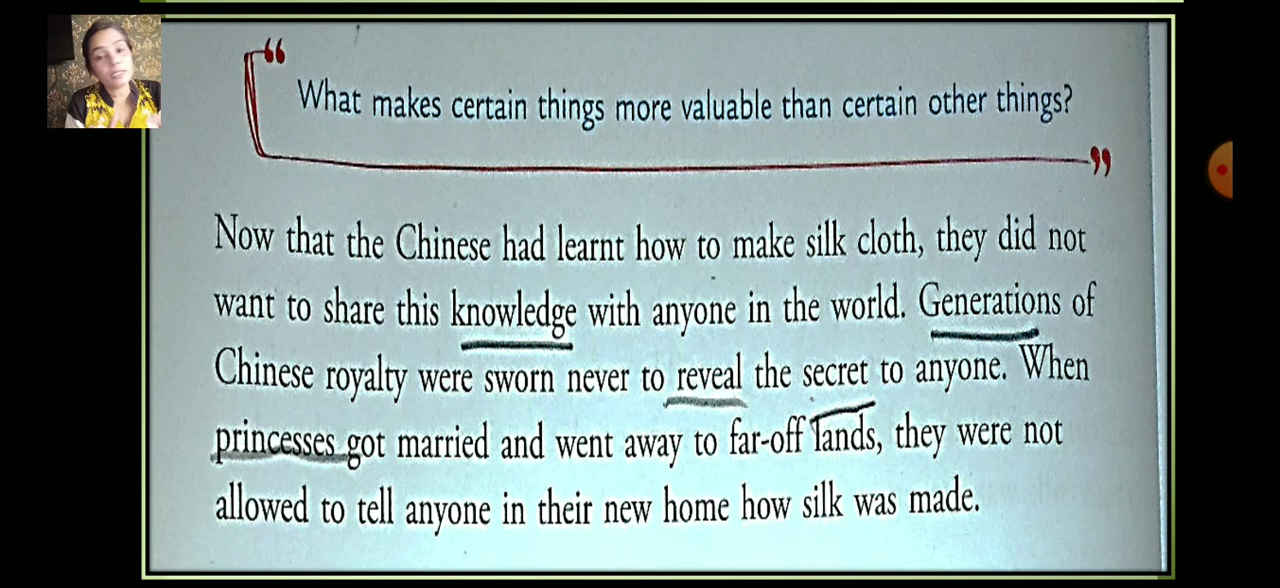 “
What makes certain things more valuable than certain other things?
”
Now that the Chinese had learnt how to make silk cloth, they did not
want to share this knowledge with anyone in the world. Generations of
Chinese royalty were sworn never to reveal the secret to anyone. When
princesses got married and went away to far-off lands, they were not
allowed to tell anyone in their new home how silk was made.